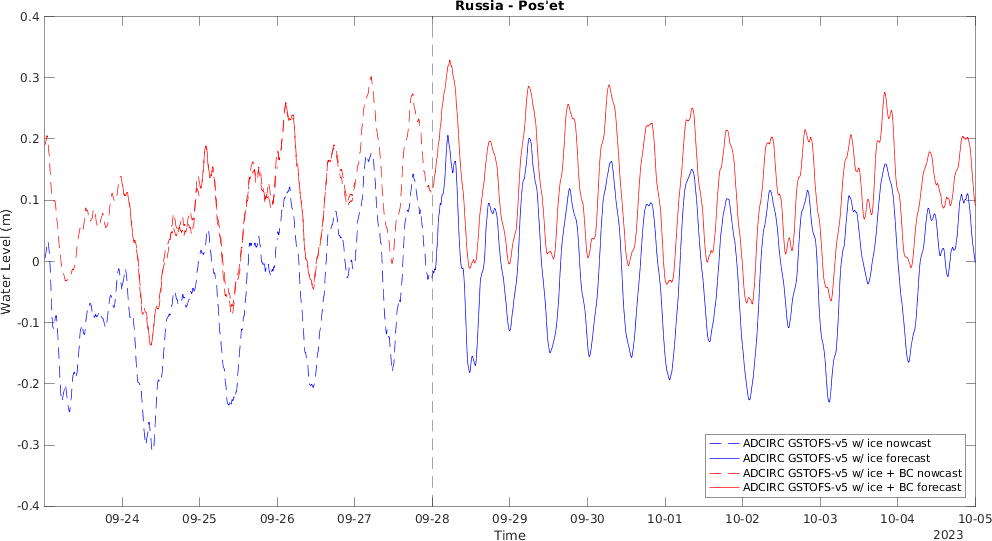 Russia - Pos'et
0.4
0.3
0.2
0.1
0
-0.1
-0.2
-0.3
-0.4
Water Level (m)
ADCIRC GSTOFS-v5 w/ ice nowcast
ADCIRC GSTOFS-v5 w/ ice forecast
ADCIRC GSTOFS-v5 w/ ice + BC nowcast
ADCIRC GSTOFS-v5 w/ ice + BC forecast
09-24 09-25 09-26 09-27 09-28 09-29 09-30 10-01 10-02 10-03 10-04 10-05
Time
2023